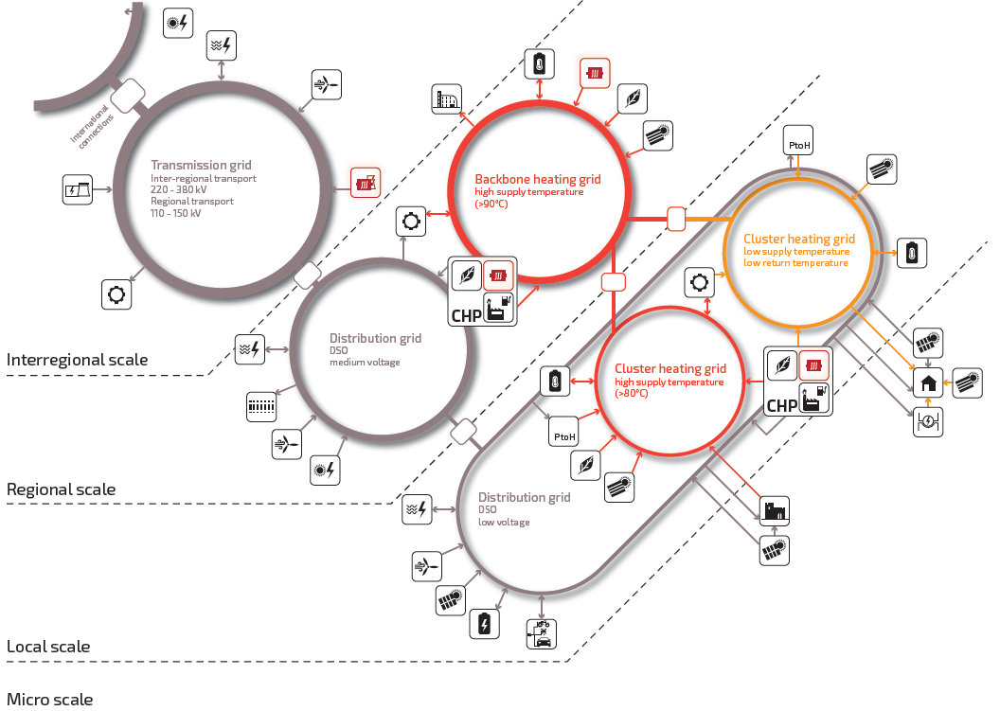 International
connections
Transmission grid
Inter-regional transport
220 - 380 kV
Regional transport
110 - 150 kV
Backbone heating grid
high supply temperature
(>90°C)
PtoH
Cluster heating grid
low supply temperature
low return temperature
CHP
Distribution grid
DSO
medium voltage
Interregional scale
Cluster heating grid
high supply temperature
(>80°C)
CHP
PtoH
Regional scale
Distribution grid
DSO
low voltage
Local scale
Micro scale